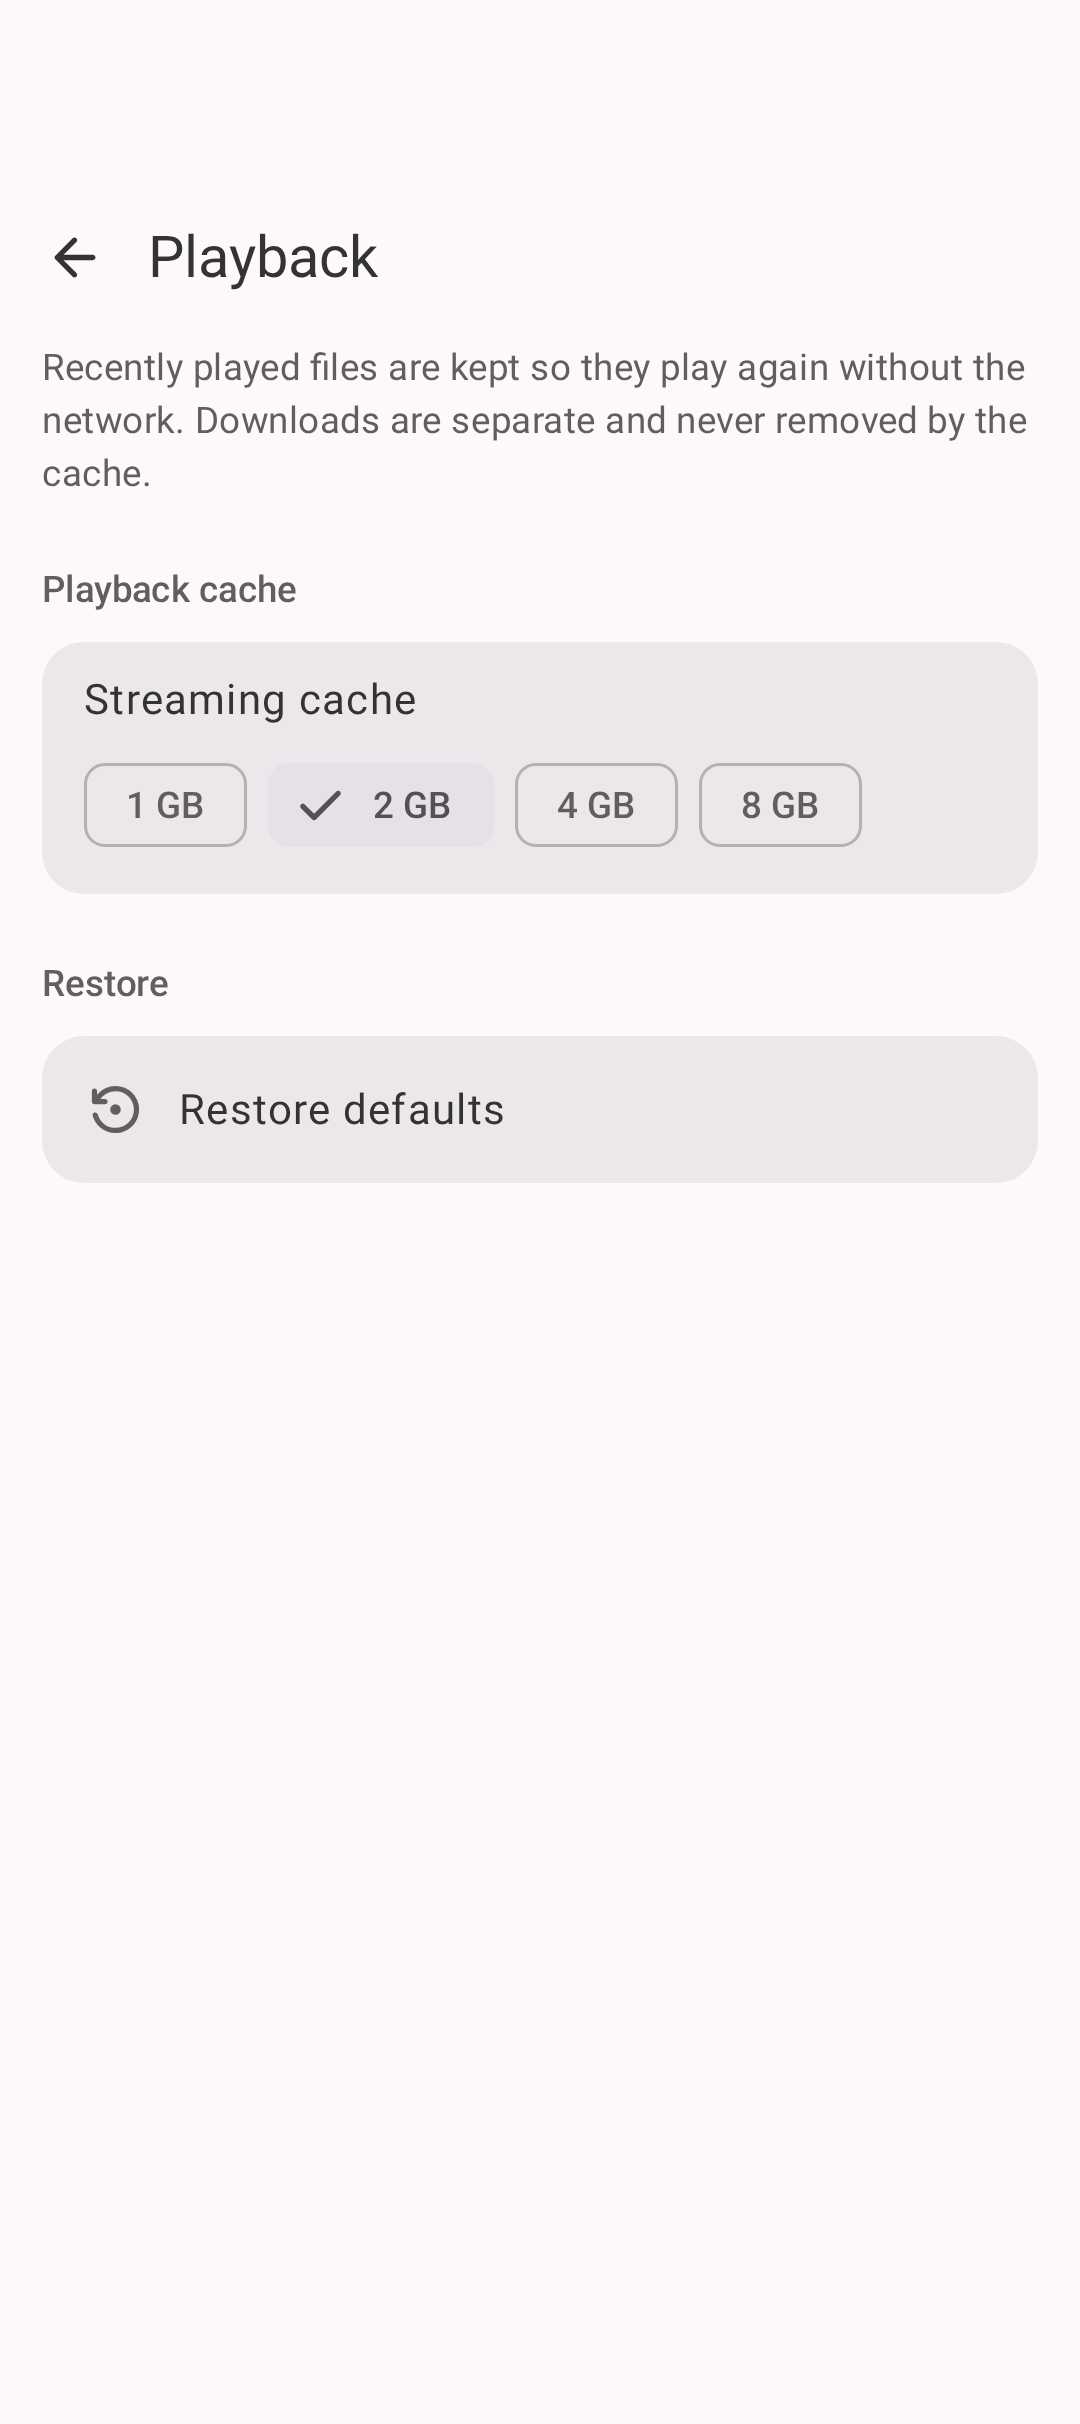 Playback
Recently played files are kept so they play again without the
network. Downloads are separate and never removed by the
cache.
Playback cache
Streaming cache
1 GB
2 GB
4 GB
8 GB
Restore
Restore defaults